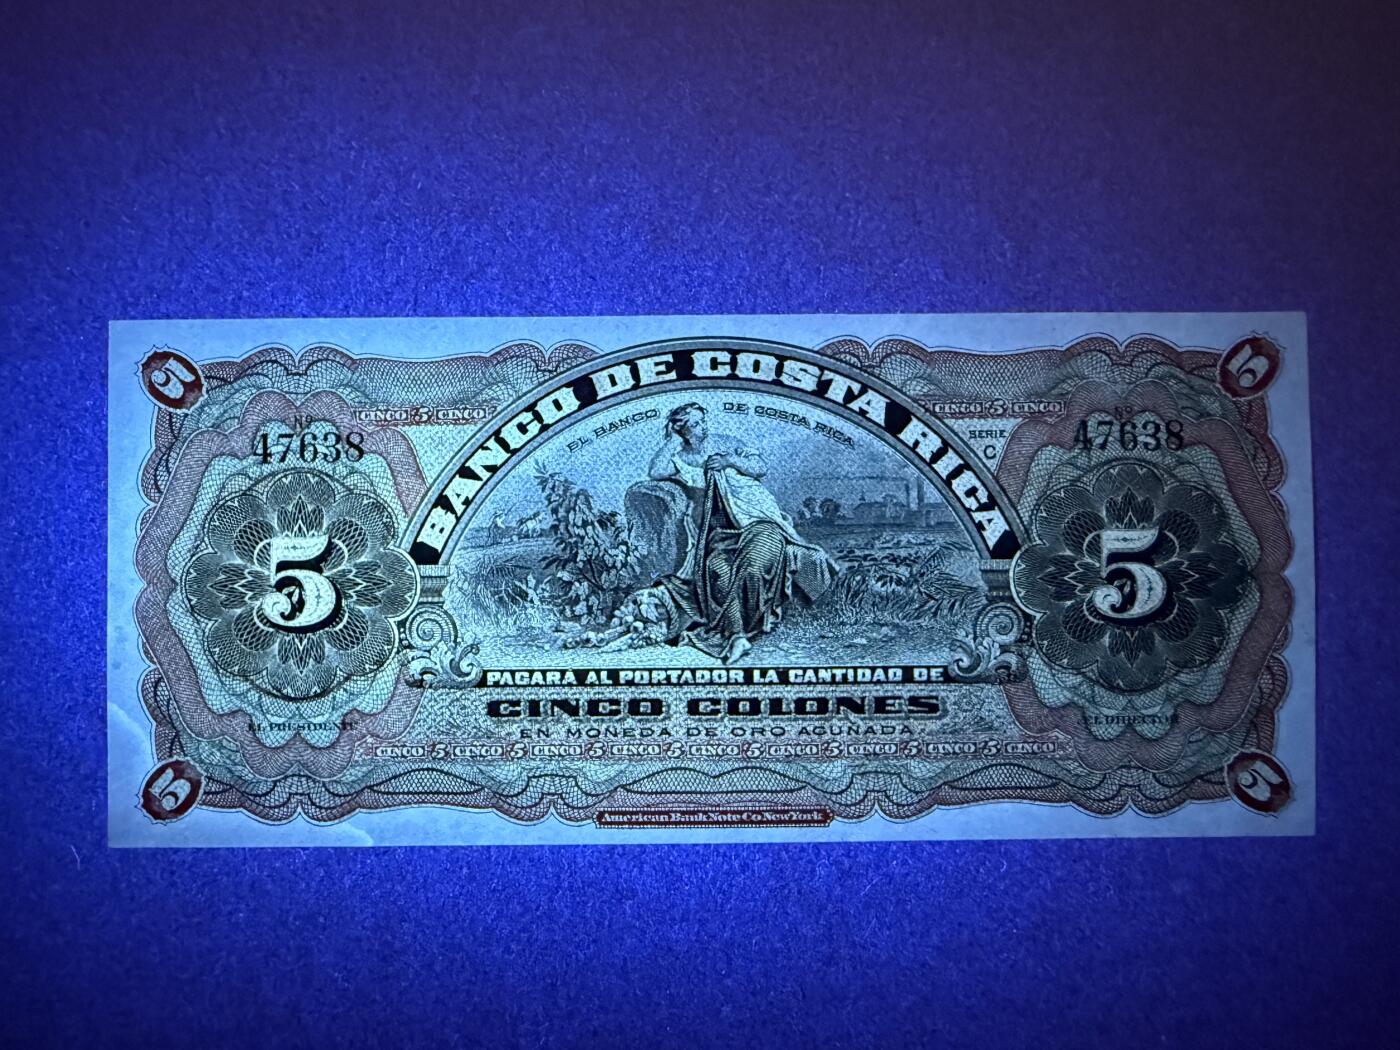 5 5
BANCO DE COSTA RICA
CINCO 5 CINCO CINCO 5 CINCO
EL BANCO DE COSTA RICA
Nº 47638 Nº 47638
SERIE C
5 5
PAGARÁ AL PORTADOR LA CANTIDAD DE
CINCO COLONES
EL PRESIDENTE EL DIRECTOR
EN MONEDA DE ORO ACUÑADA
CINCO 5 CINCO 5 CINCO 5 CINCO 5 CINCO 5 CINCO 5 CINCO 5 CINCO 5 CINCO
5 5
American Bank Note Co New York